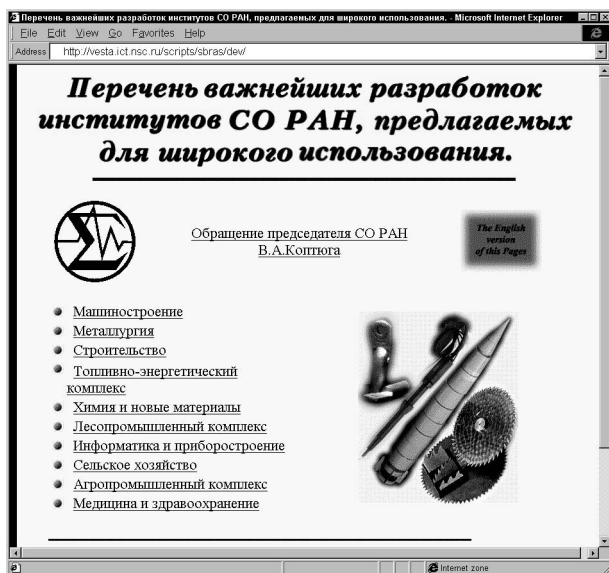 Перечень важнейших разработок институтов СО РАН, предлагаемых для широкого использования. - Microsoft Internet Explorer
File Edit View Go Favorites Help
Address http://vesta.ict.nsc.ru/scripts/sbras/dev/
Перечень важнейших разработок
институтов СО РАН, предлагаемых
для широкого использования.
Обращение председателя СО РАН
В.А.Коптюга
The English
version
of this Pages
Машиностроение
Металлургия
Строительство
Топливно-энергетический
комплекс
Химия и новые материалы
Лесопромышленный комплекс
Информатика и приборостроение
Сельское хозяйство
Агропромышленный комплекс
Медицина и здравоохранение
Internet zone